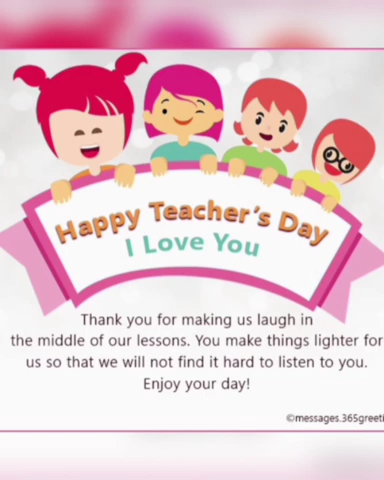 Happy Teacher's Day
I Love You
Thank you for making us laugh in
the middle of our lessons. You make things lighter for
us so that we will not find it hard to listen to you.
Enjoy your day!
©messages.365greeti